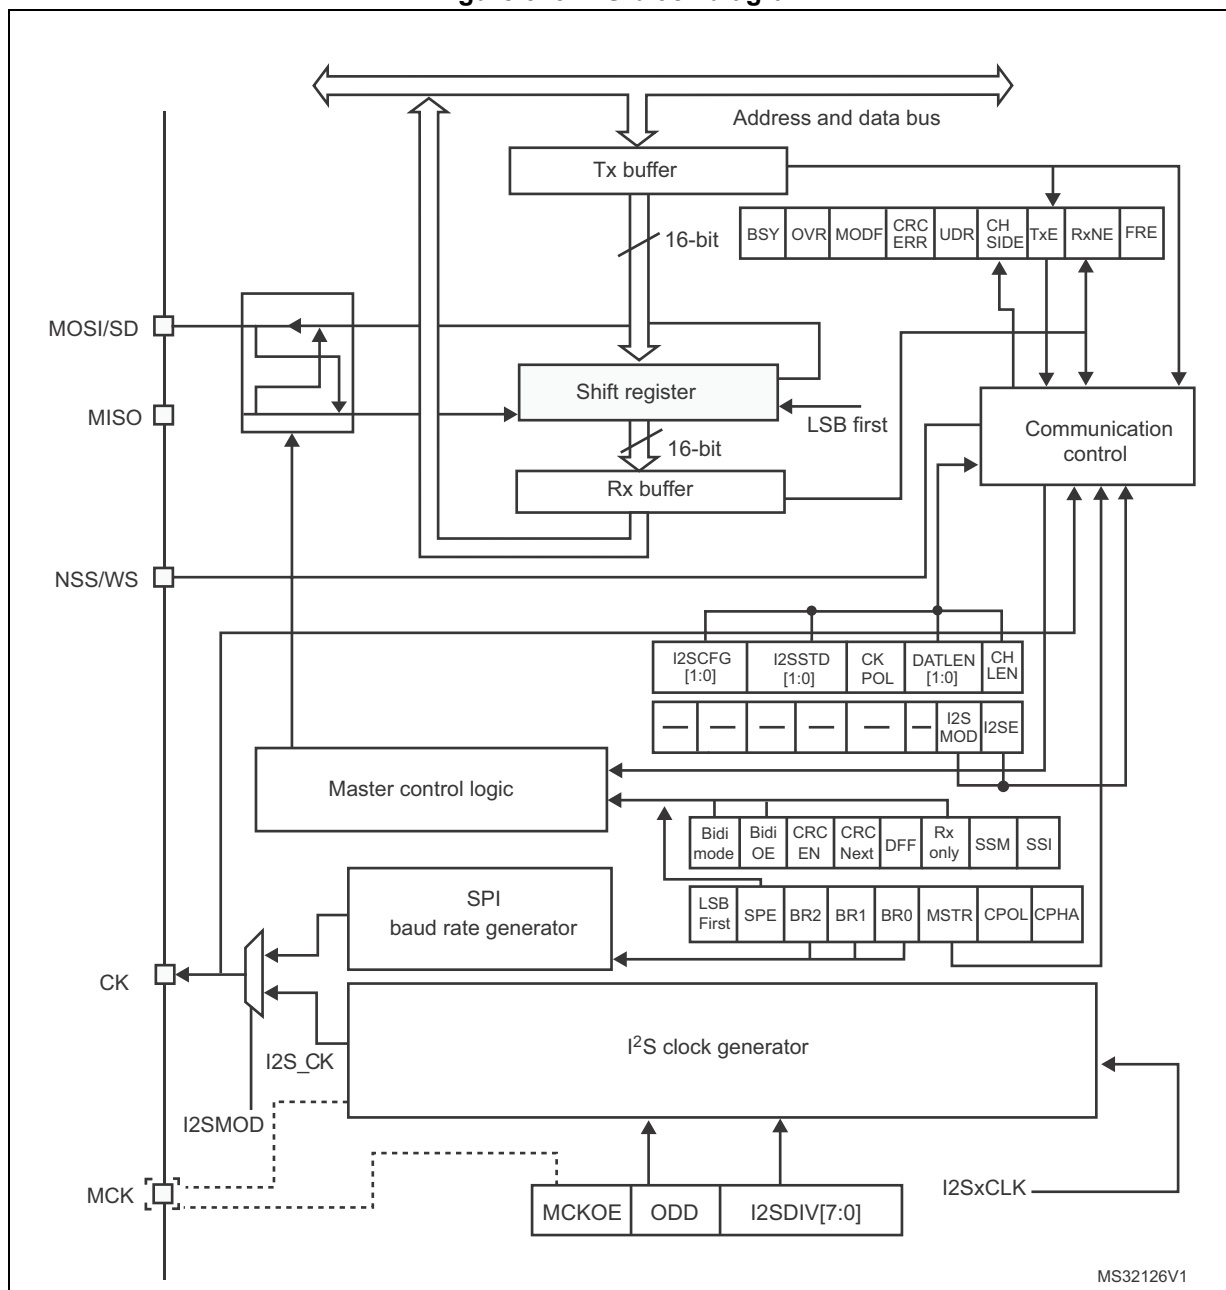 Address and data bus
Tx buffer
16-bit
BSY OVR MODF CRC ERR UDR CH SIDE TxE RxNE FRE
MOSI/SD
Shift register
MISO
LSB first
Communication control
16-bit
Rx buffer
NSS/WS
I2SCFG [1:0] I2SSTD [1:0] CK POL DATLEN [1:0] CH LEN
I2S MOD I2SE
Master control logic
Bidi mode Bidi OE CRC EN CRC Next DFF Rx only SSM SSI
SPI
baud rate generator
LSB First SPE BR2 BR1 BR0 MSTR CPOL CPHA
CK
I2S clock generator
I2S_CK
I2SMOD
MCK
I2SxCLK
MCKOE ODD I2SDIV[7:0]
MS32126V1